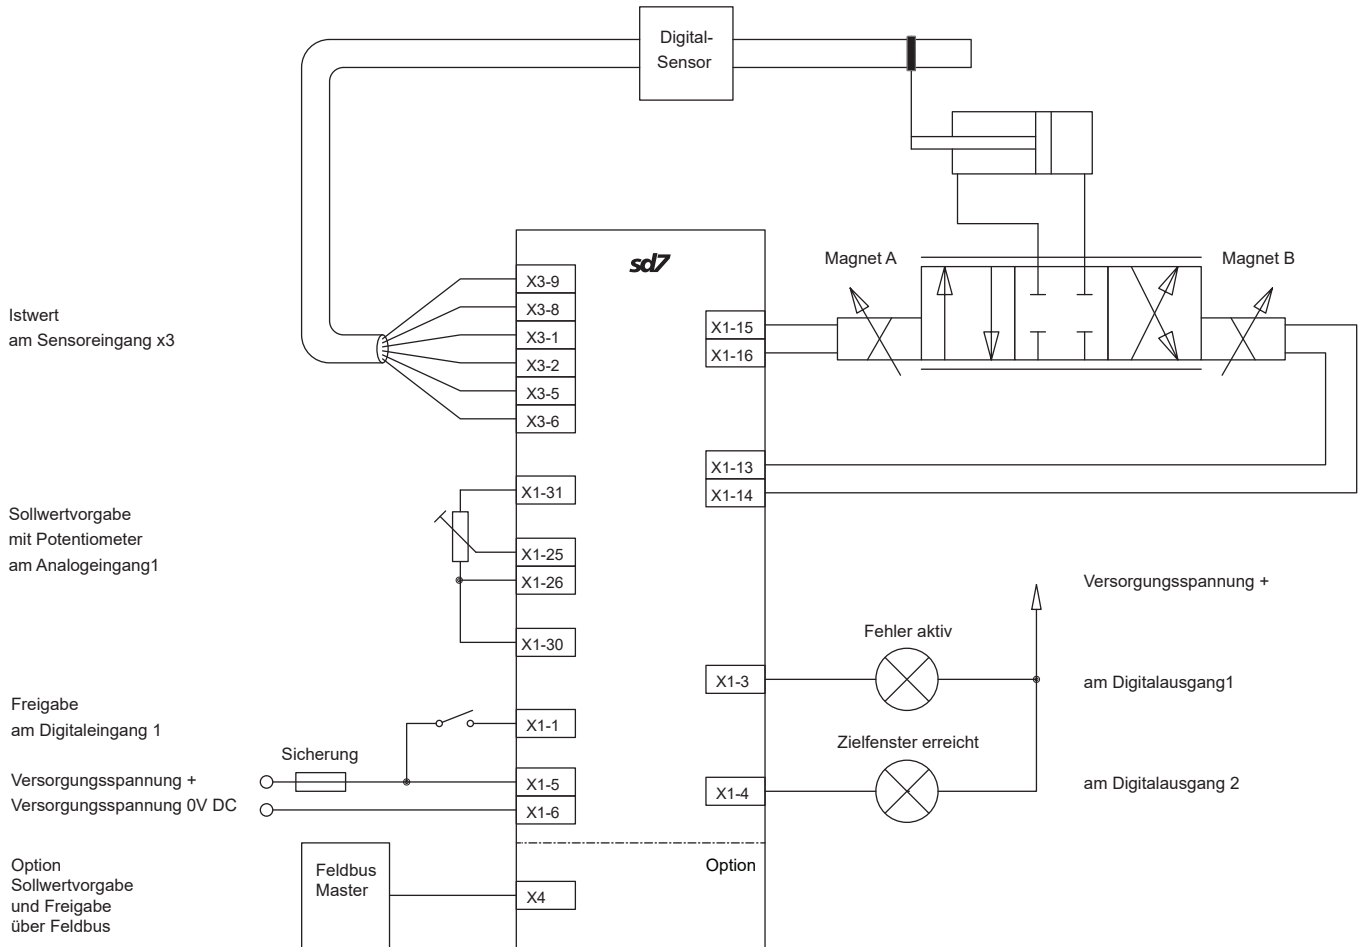 Digital-
Sensor
sd7
Magnet A
Magnet B
Istwert
am Sensoreingang x3
X3-9
X3-8
X3-1
X3-2
X3-5
X3-6
X1-15
X1-16
X1-13
X1-14
Sollwertvorgabe
mit Potentiometer
am Analogeingang1
X1-31
X1-25
X1-26
X1-30
Versorgungsspannung +
Fehler aktiv
X1-3
am Digitalausgang1
Freigabe
am Digitaleingang 1
X1-1
Zielfenster erreicht
Sicherung
Versorgungsspannung +
X1-5
Versorgungsspannung 0V DC
X1-6
X1-4
am Digitalausgang 2
Option
Option
Sollwertvorgabe
und Freigabe
über Feldbus
Feldbus
Master
X4